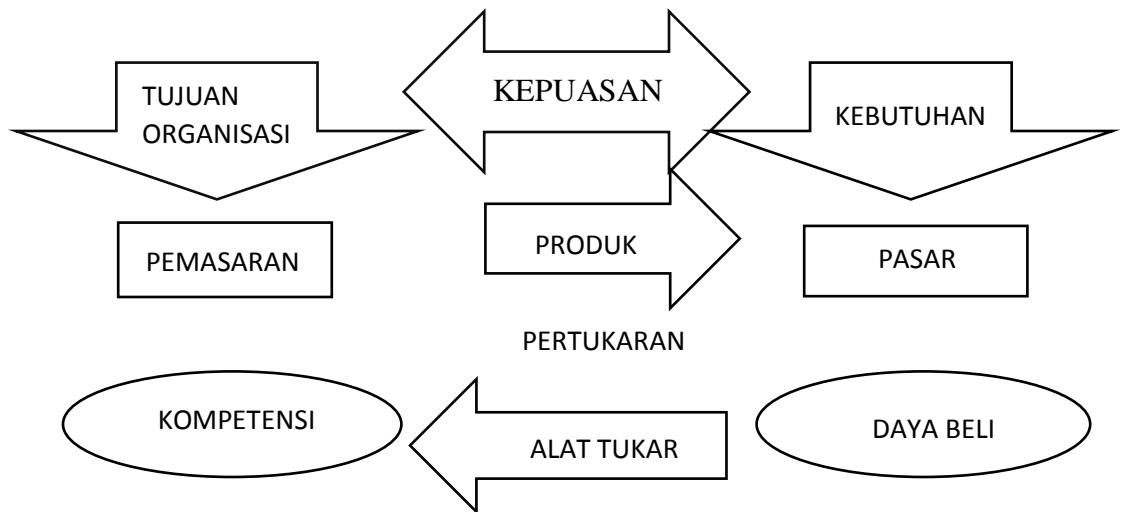 TUJUAN
ORGANISASI
KEPUASAN
KEBUTUHAN
PEMASARAN
PRODUK
PASAR
PERTUKARAN
KOMPETENSI
ALAT TUKAR
DAYA BELI